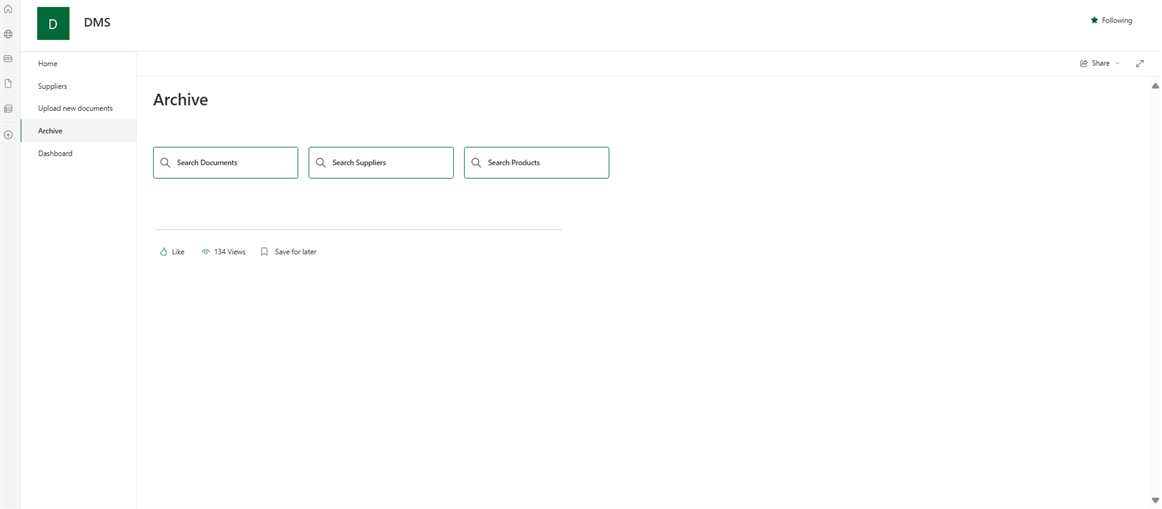 D
DMS
Following
Home
Suppliers
Upload new documents
Archive
Dashboard
Share
Archive
Search Documents
Search Suppliers
Search Products
Like
134 Views
Save for later